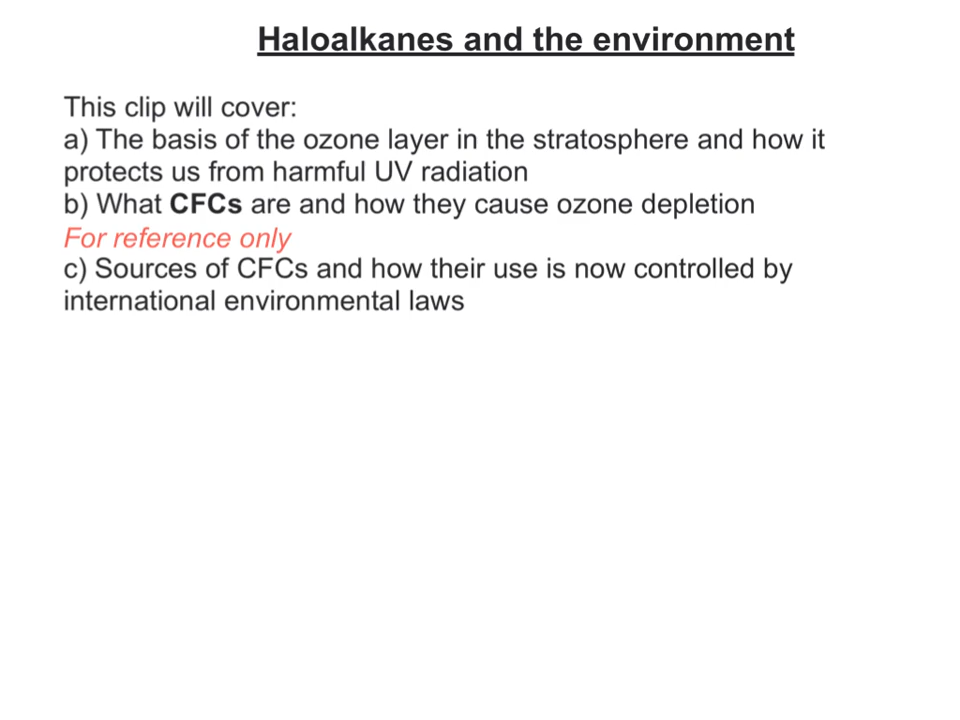 Haloalkanes and the environment
This clip will cover:
a) The basis of the ozone layer in the stratosphere and how it
protects us from harmful UV radiation
b) What CFCs are and how they cause ozone depletion
For reference only
c) Sources of CFCs and how their use is now controlled by
international environmental laws